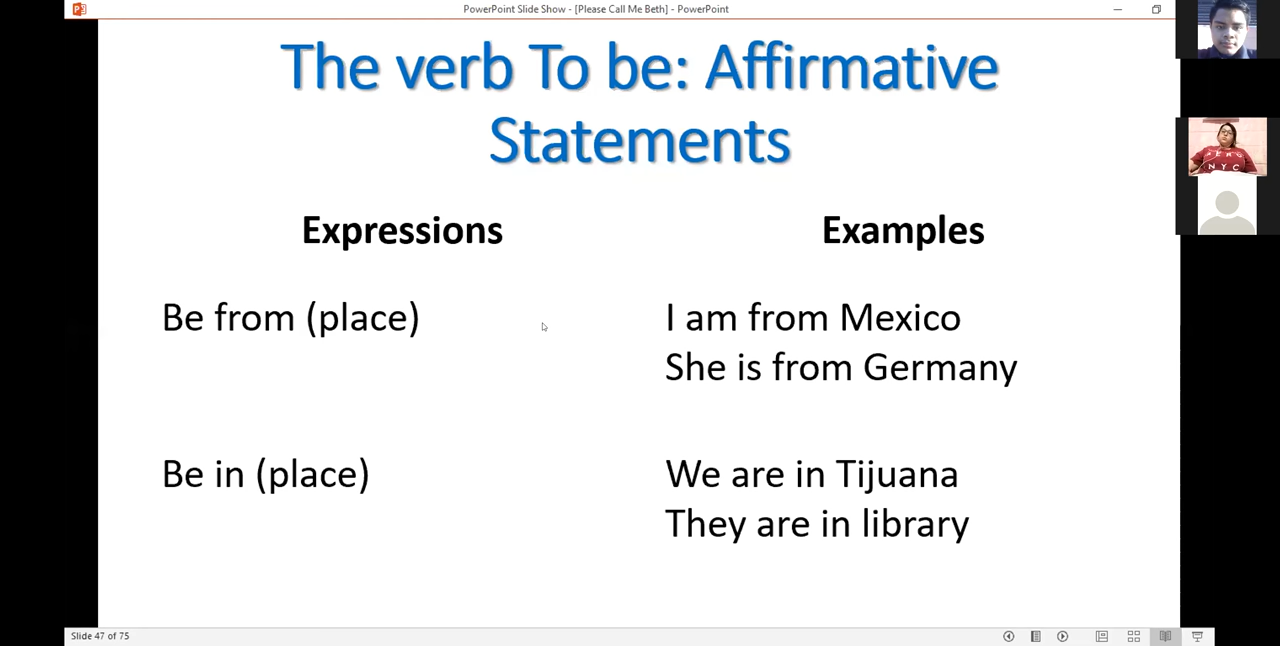 PowerPoint Slide Show - [Please Call Me Beth] - PowerPoint
The verb To be: Affirmative
Statements
Expressions
Examples
Be from (place)
I am from Mexico
She is from Germany
Be in (place)
We are in Tijuana
They are in library
Slide 47 of 75
NYC